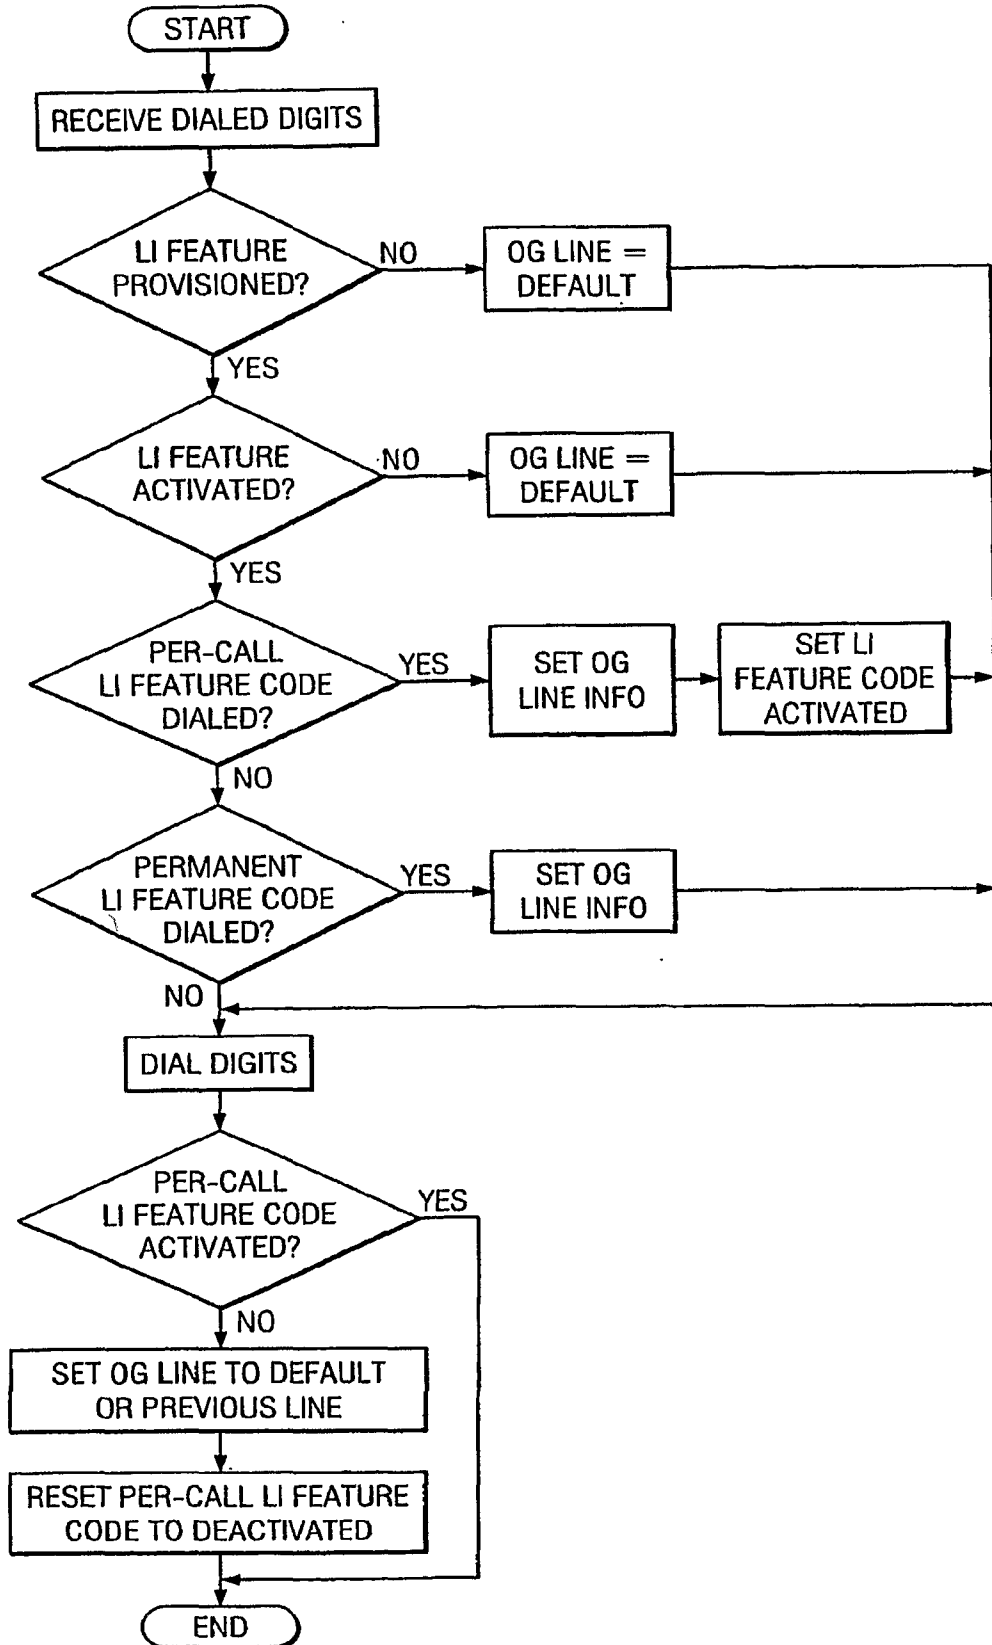 START
RECEIVE DIALED DIGITS
LI FEATURE
PROVISIONED?
NO
OG LINE =
DEFAULT
YES
LI FEATURE
ACTIVATED?
NO
OG LINE =
DEFAULT
YES
PER-CALL
LI FEATURE CODE
DIALED?
YES
SET OG
LINE INFO
SET LI
FEATURE CODE
ACTIVATED
NO
PERMANENT
LI FEATURE CODE
DIALED?
YES
SET OG
LINE INFO
NO
DIAL DIGITS
PER-CALL
LI FEATURE CODE
ACTIVATED?
YES
NO
SET OG LINE TO DEFAULT
OR PREVIOUS LINE
RESET PER-CALL LI FEATURE
CODE TO DEACTIVATED
END